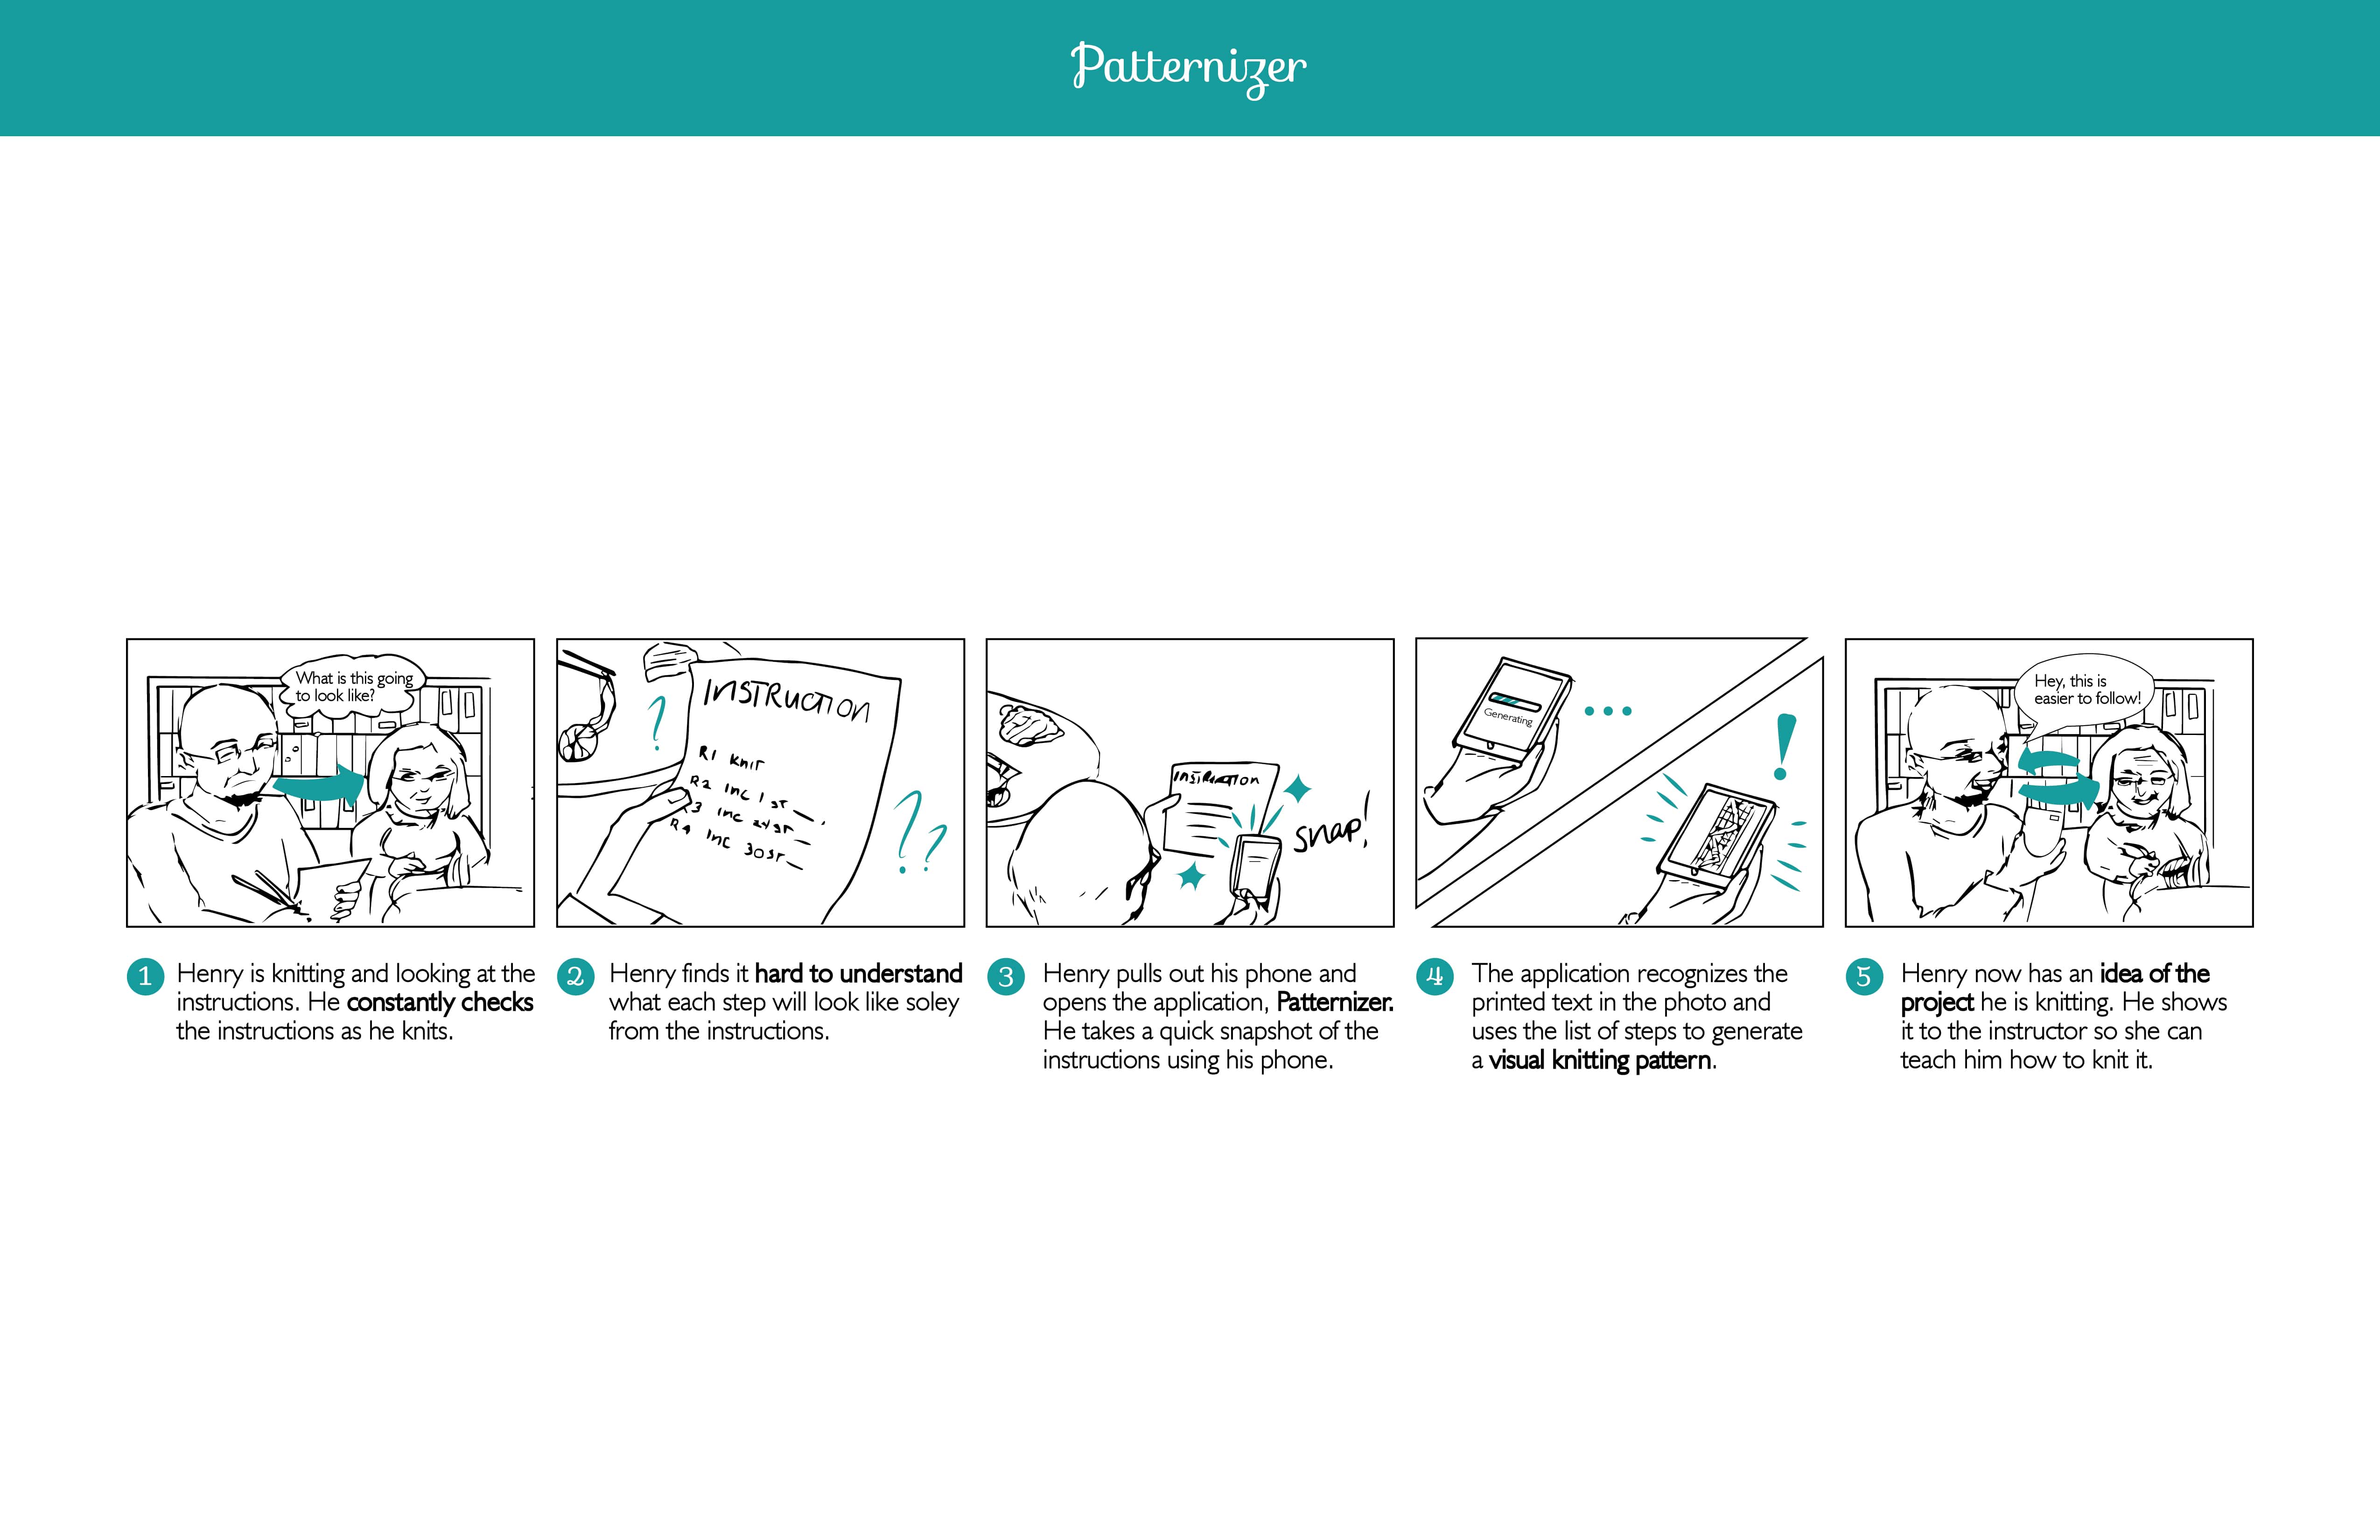 Patternizer
What is this going
to look like?
INSTRUCTION
R1 Knit
R2 Inc 1 st
R3 Inc 24 st
R4 Inc 30 st
Instruction
snap!
Generating
Hey, this is
easier to follow!
1
Henry is knitting and looking at the
instructions. He constantly checks
the instructions as he knits.
2
Henry finds it hard to understand
what each step will look like soley
from the instructions.
3
Henry pulls out his phone and
opens the application, Patternizer.
He takes a quick snapshot of the
instructions using his phone.
4
The application recognizes the
printed text in the photo and
uses the list of steps to generate
a visual knitting pattern.
5
Henry now has an idea of the
project he is knitting. He shows
it to the instructor so she can
teach him how to knit it.